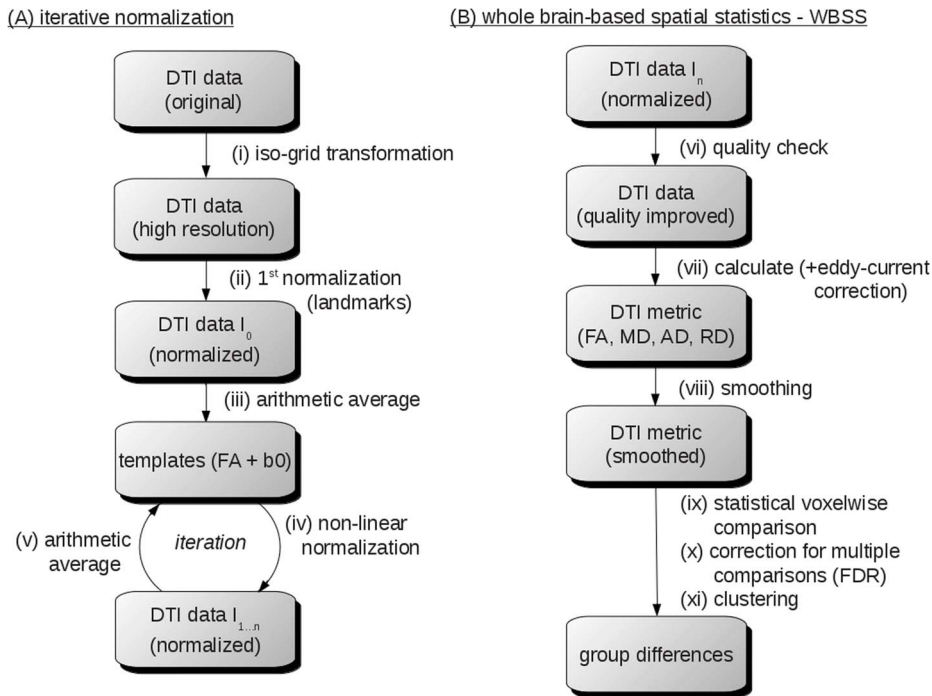 (A) iterative normalization
DTI data
(original)
(i) iso-grid transformation
DTI data
(high resolution)
(ii) 1st normalization
(landmarks)
DTI data I0
(normalized)
(iii) arithmetic average
templates (FA + b0)
(v) arithmetic
average
iteration
(iv) non-linear
normalization
DTI data I1...n
(normalized)
(B) whole brain-based spatial statistics - WBSS
DTI data In
(normalized)
(vi) quality check
DTI data
(quality improved)
(vii) calculate (+eddy-current
correction)
DTI metric
(FA, MD, AD, RD)
(viii) smoothing
DTI metric
(smoothed)
(ix) statistical voxelwise
comparison
(x) correction for multiple
comparisons (FDR)
(xi) clustering
group differences